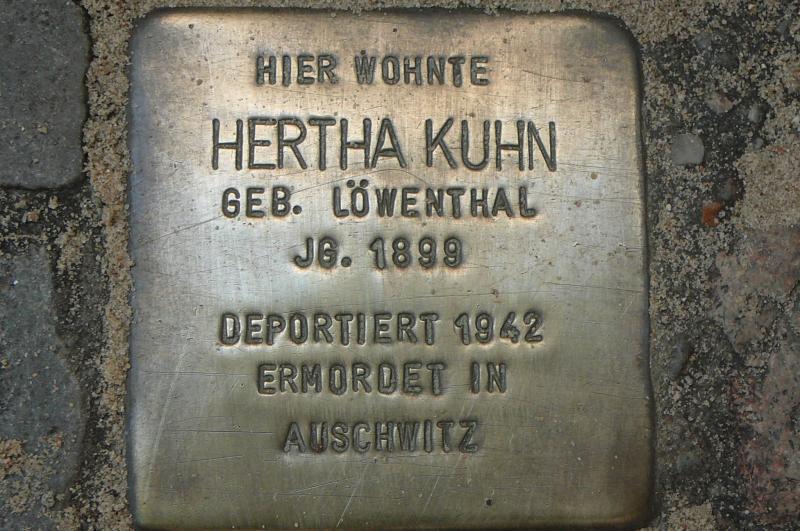 HIER WOHNTE
HERTHA KUHN
GEB. LÖWENTHAL
JG. 1899
DEPORTIERT 1942
ERMORDET IN
AUSCHWITZ